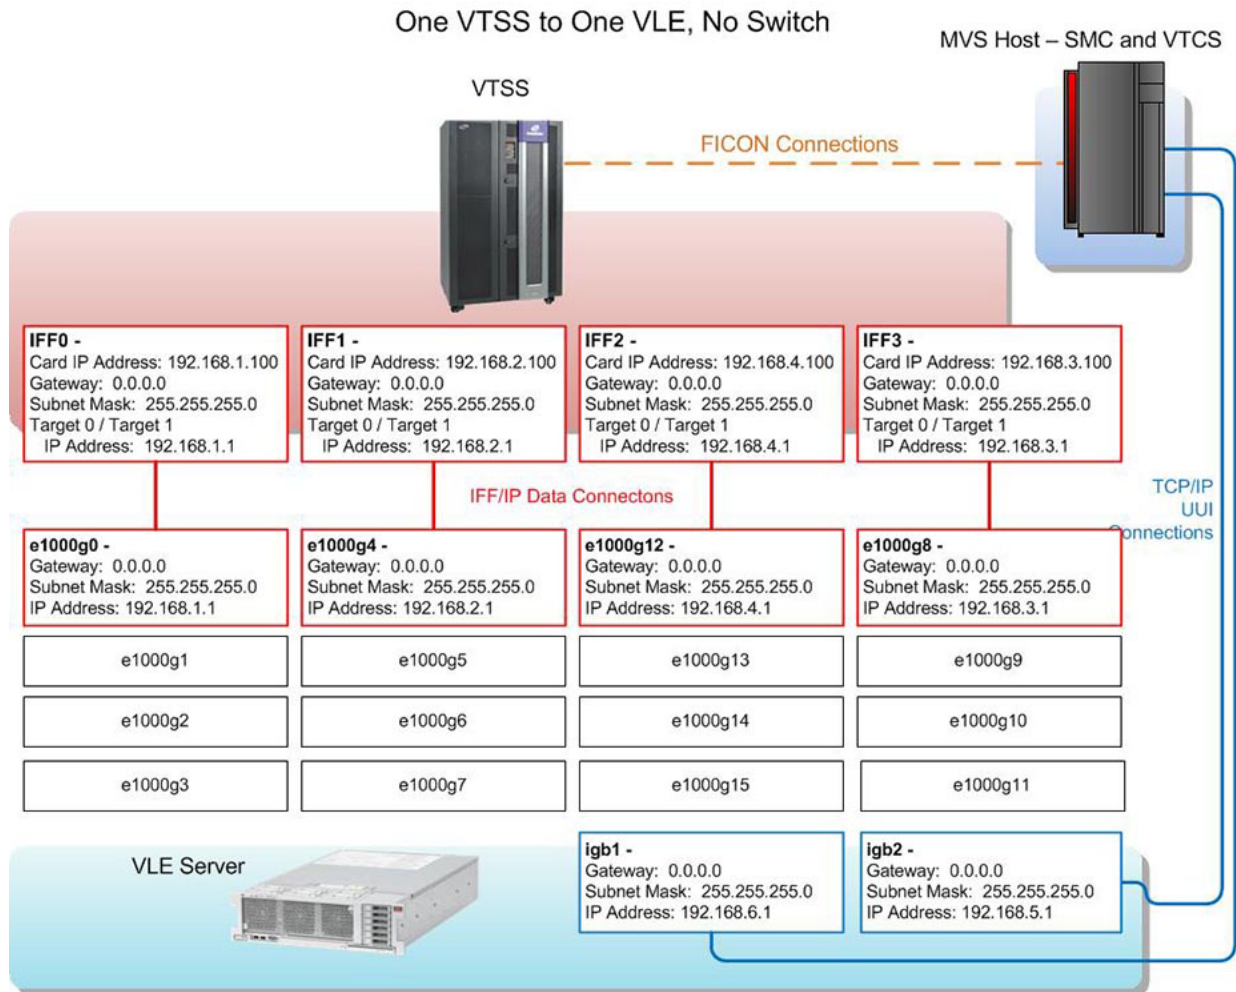 One VTSS to One VLE, No Switch
MVS Host – SMC and VTCS
VTSS
FICON Connections
IFF0 -
Card IP Address: 192.168.1.100
Gateway: 0.0.0.0
Subnet Mask: 255.255.255.0
Target 0 / Target 1
IP Address: 192.168.1.1
IFF1 -
Card IP Address: 192.168.2.100
Gateway: 0.0.0.0
Subnet Mask: 255.255.255.0
Target 0 / Target 1
IP Address: 192.168.2.1
IFF2 -
Card IP Address: 192.168.4.100
Gateway: 0.0.0.0
Subnet Mask: 255.255.255.0
Target 0 / Target 1
IP Address: 192.168.4.1
IFF3 -
Card IP Address: 192.168.3.100
Gateway: 0.0.0.0
Subnet Mask: 255.255.255.0
Target 0 / Target 1
IP Address: 192.168.3.1
IFF/IP Data Connectons
TCP/IP
UUI
Connections
e1000g0 -
Gateway: 0.0.0.0
Subnet Mask: 255.255.255.0
IP Address: 192.168.1.1
e1000g4 -
Gateway: 0.0.0.0
Subnet Mask: 255.255.255.0
IP Address: 192.168.2.1
e1000g12 -
Gateway: 0.0.0.0
Subnet Mask: 255.255.255.0
IP Address: 192.168.4.1
e1000g8 -
Gateway: 0.0.0.0
Subnet Mask: 255.255.255.0
IP Address: 192.168.3.1
e1000g1
e1000g5
e1000g13
e1000g9
e1000g2
e1000g6
e1000g14
e1000g10
e1000g3
e1000g7
e1000g15
e1000g11
VLE Server
igb1 -
Gateway: 0.0.0.0
Subnet Mask: 255.255.255.0
IP Address: 192.168.6.1
igb2 -
Gateway: 0.0.0.0
Subnet Mask: 255.255.255.0
IP Address: 192.168.5.1